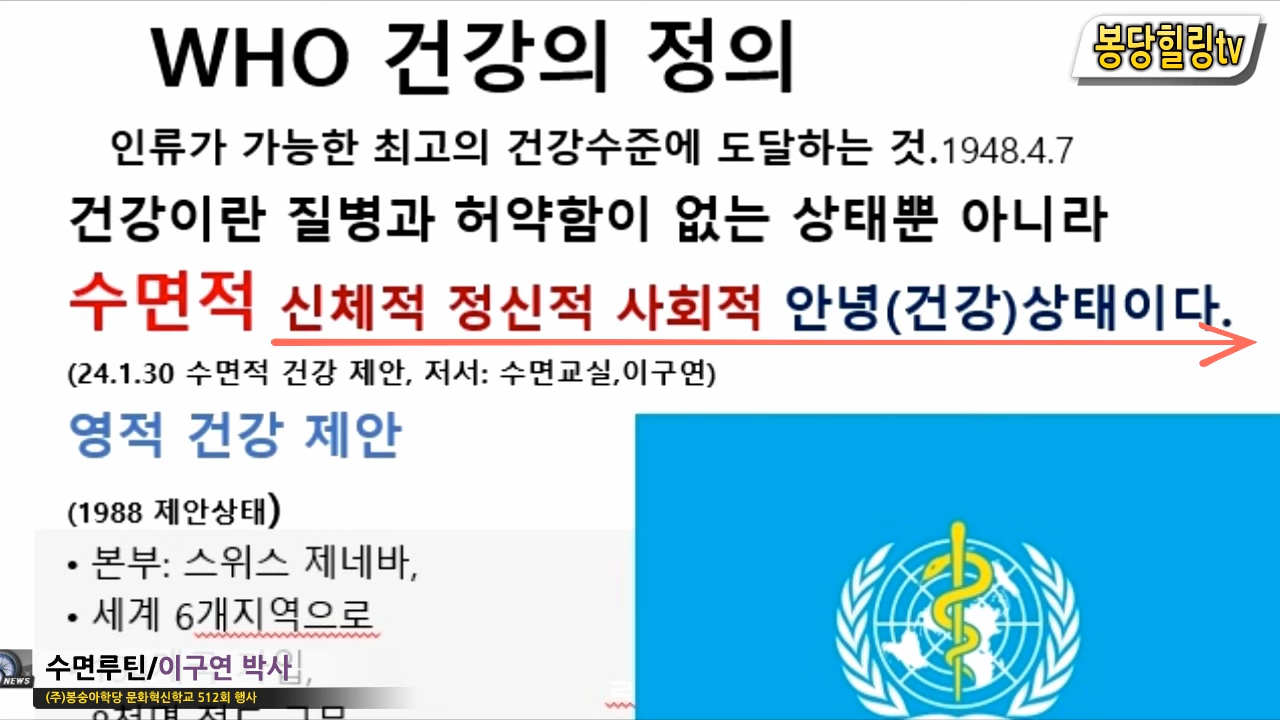 WHO 건강의 정의
봉당힐링tv
인류가 가능한 최고의 건강수준에 도달하는 것.1948.4.7
건강이란 질병과 허약함이 없는 상태뿐 아니라
수면적 신체적 정신적 사회적 안녕(건강)상태이다.
(24.1.30 수면적 건강 제안, 저서: 수면교실,이구연)
영적 건강 제안
(1988 제안상태)
• 본부: 스위스 제네바,
• 세계 6개지역으로
NEWS
수면루틴/이구연 박사
(주)봉숭아학당 문화혁신학교 512회 행사